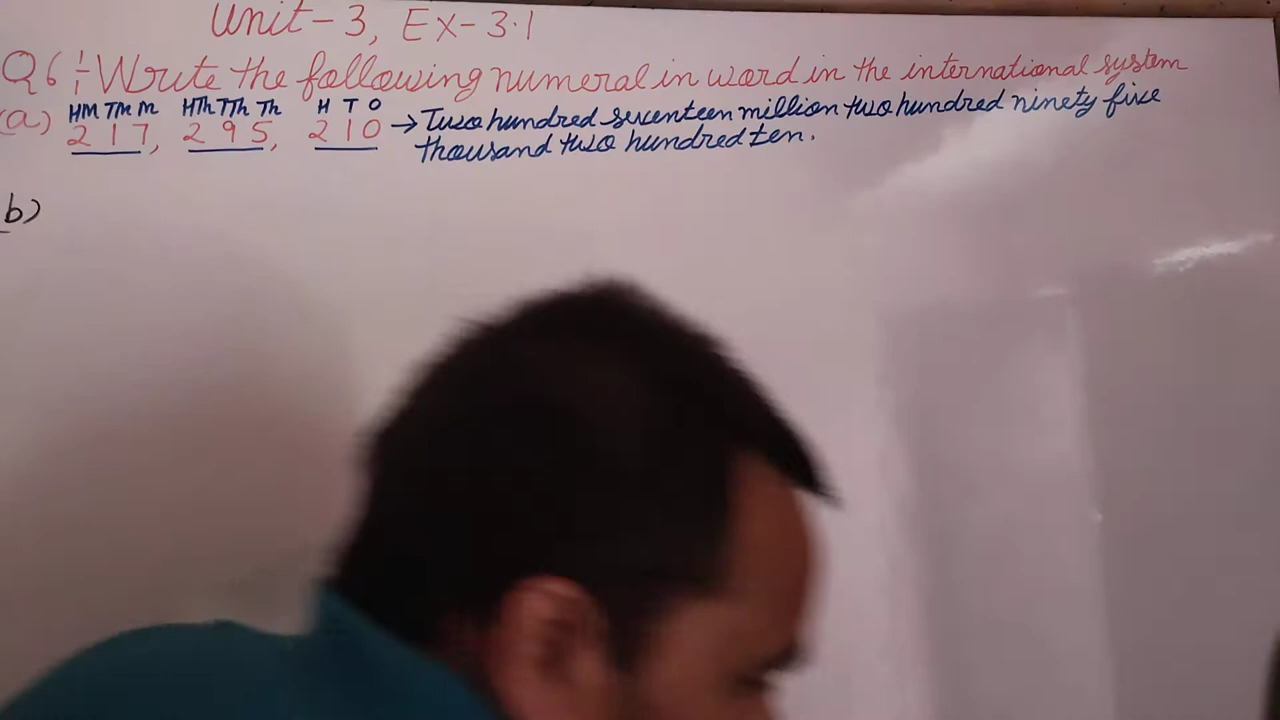 Unit-3, Ex-3.1
Q6:- Write the following numeral in word in the international system
(a) HM TM M HTh TTh Th H T O
217, 295, 210 → Two hundred seventeen million two hundred ninety five
thousand two hundred ten.
b)